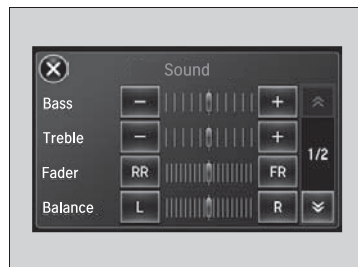 Sound
Bass − +
Treble − +
1/2
Fader RR FR
Balance L R